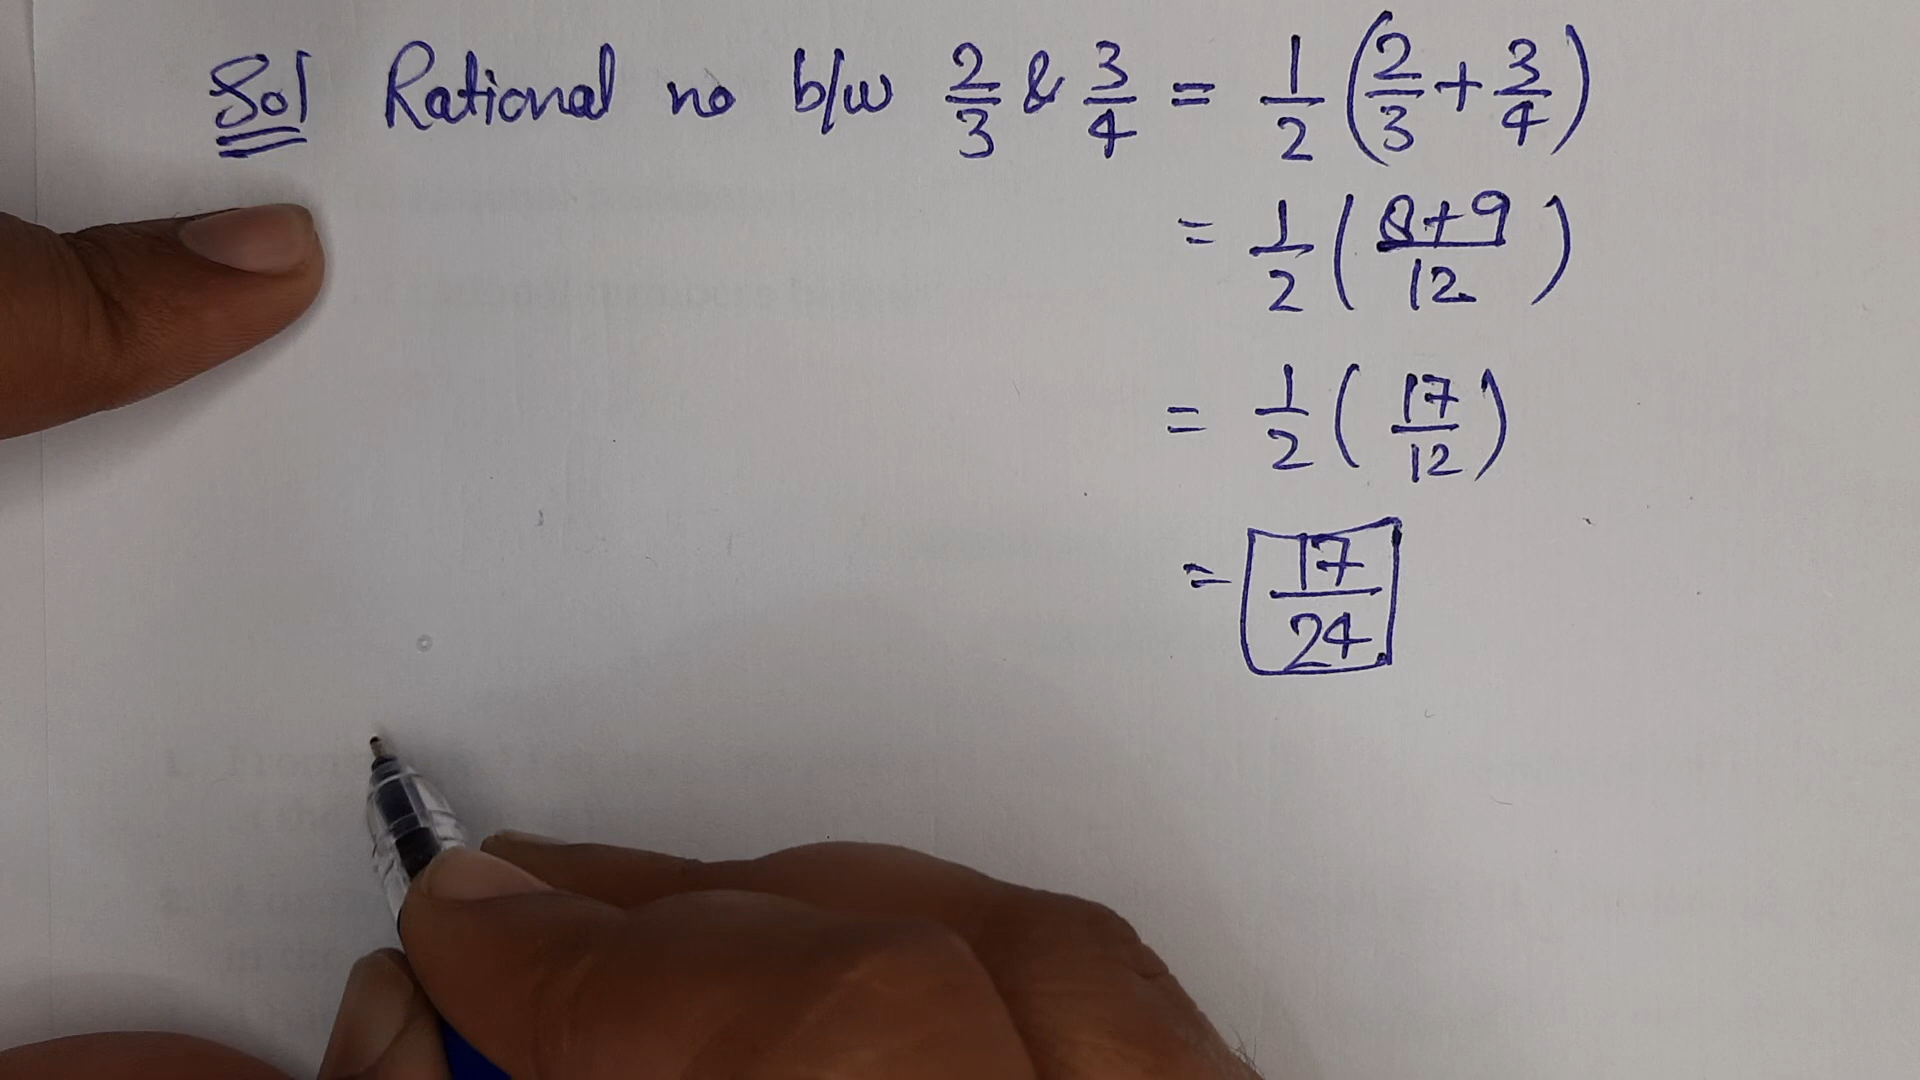 Sol Rational no b/w 2/3 & 3/4 = 1/2 (2/3 + 3/4)
= 1/2 (8+9/12)
= 1/2 (17/12)
= 17/24